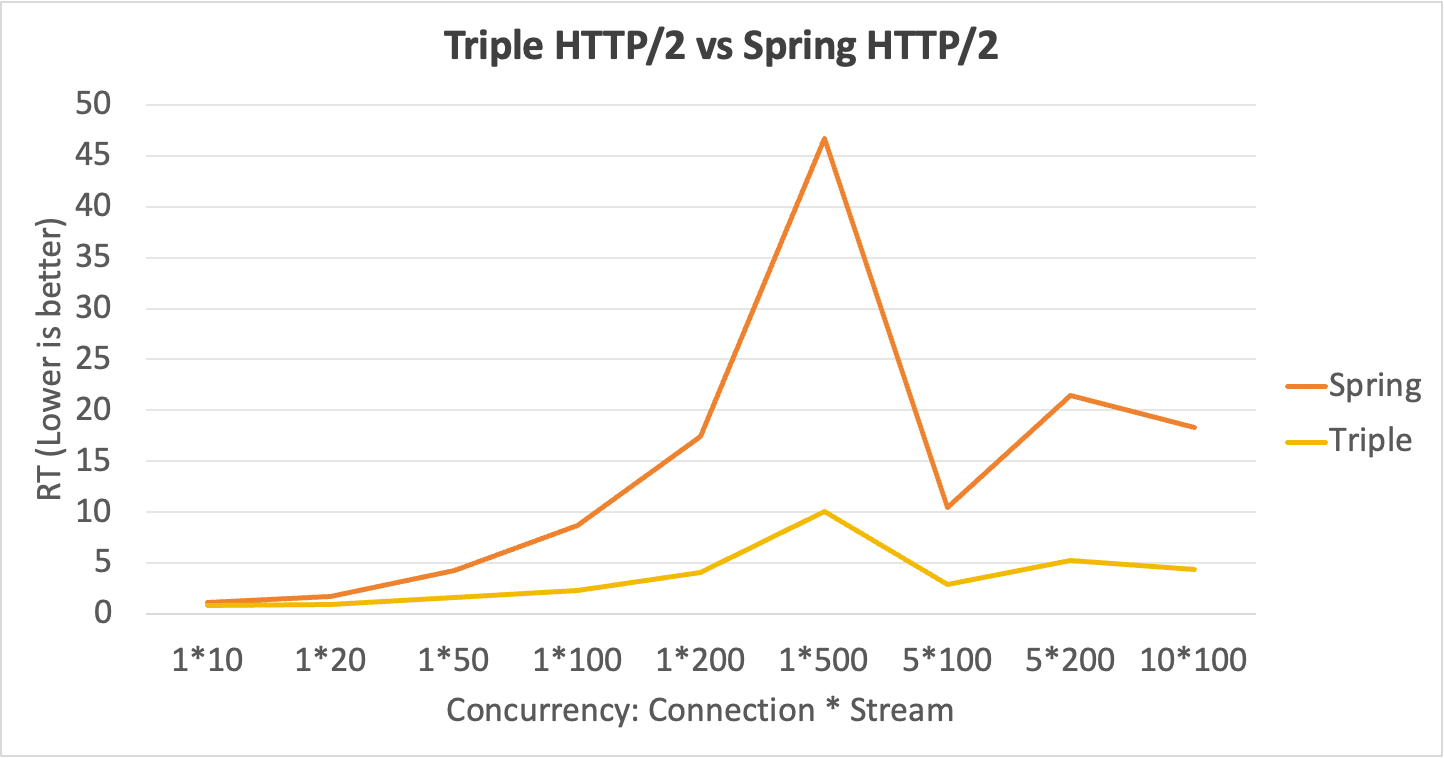 Triple HTTP/2 vs Spring HTTP/2
50
45
40
35
30
25
20
15
10
5
0
RT (Lower is better)
1*10 1*20 1*50 1*100 1*200 1*500 5*100 5*200 10*100
Concurrency: Connection * Stream
Spring
Triple